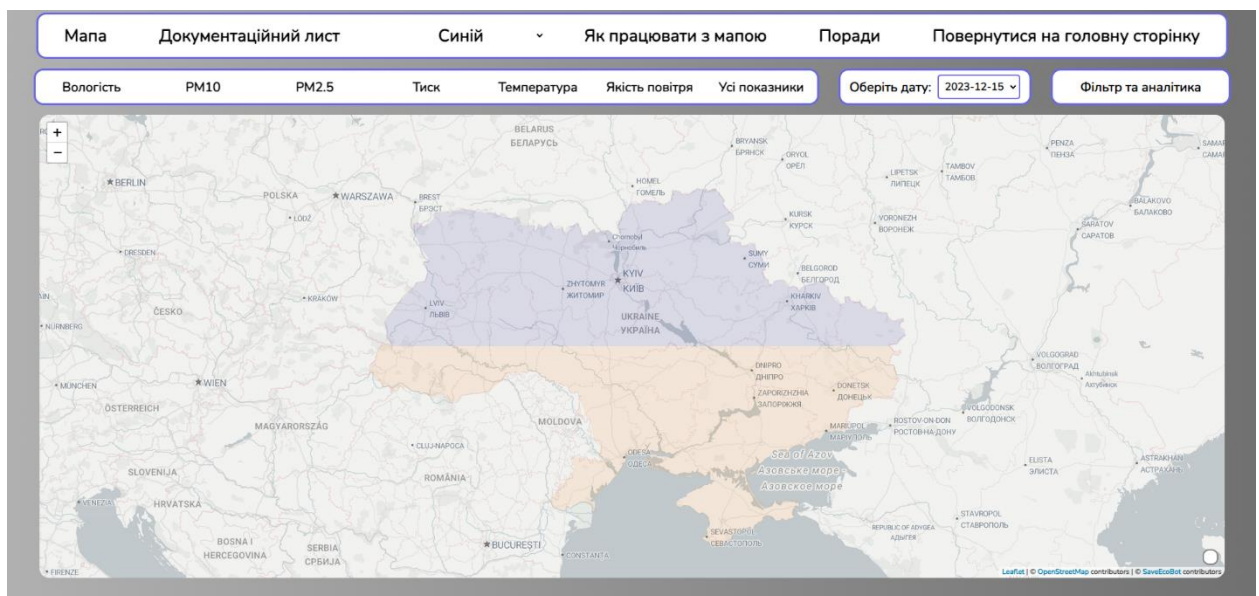 Мапа Документаційний лист Синій Як працювати з мапою Поради Повернутися на головну сторінку
Вологість PM10 PM2.5 Тиск Температура Якість повітря Усі показники Оберіть дату: 2023-12-15 Фільтр та аналітика
+
−
BELARUS
БЕЛАРУСЬ
BRYANSK
БРЯНСК
ORYOL
ОРЁЛ
PENZA
ПЕНЗА
LIPETSK
ЛИПЕЦК
TAMBOV
ТАМБОВ
BERLIN
POLSKA
WARSZAWA
BREST
БРЭСТ
HOMEL
ГОМЕЛЬ
ŁÓDŹ
KURSK
КУРСК
VORONEZH
ВОРОНЕЖ
BALAKOVO
БАЛАКОВО
SARATOV
САРАТОВ
DRESDEN
Chornobyl
Чорнобиль
SUMY
СУМИ
BELGOROD
БЕЛГОРОД
KYIV
КИЇВ
ZHYTOMYR
ЖИТОМИР
KRAKÓW
LVIV
ЛЬВІВ
KHARKIV
ХАРКІВ
ČESKO
UKRAINE
УКРАЇНА
NÜRNBERG
VOLGOGRAD
ВОЛГОГРАД
Akhtubinsk
Ахтубинск
DNIPRO
ДНІПРО
MÜNCHEN
WIEN
ZAPORIZHZHIA
ЗАПОРІЖЖЯ
DONETSK
ДОНЕЦЬК
ÖSTERREICH
VOLGODONSK
ВОЛГОДОНСК
MAGYARORSZÁG
MOLDOVA
MARIUPOL
МАРІУПОЛЬ
ROSTOV-ON-DON
РОСТОВ-НА-ДОНУ
CLUJ-NAPOCA
ODESA
ОДЕСА
Sea of Azov
Азовське море
Азовское море
ELISTA
ЭЛИСТА
ASTRAKHAN
АСТРАХАНЬ
SLOVENIJA
ROMÂNIA
VENEZIA
HRVATSKA
STAVROPOL
СТАВРОПОЛЬ
REPUBLIC OF ADYGEA
АДЫГЕЯ
SEVASTOPOL
СЕВАСТОПОЛЬ
BOSNA I
HERCEGOVINA
SERBIA
СРБИЈА
BUCUREȘTI
CONSTANȚA
FIRENZE
Leaflet | © OpenStreetMap contributors | © SaveEcoBot contributors